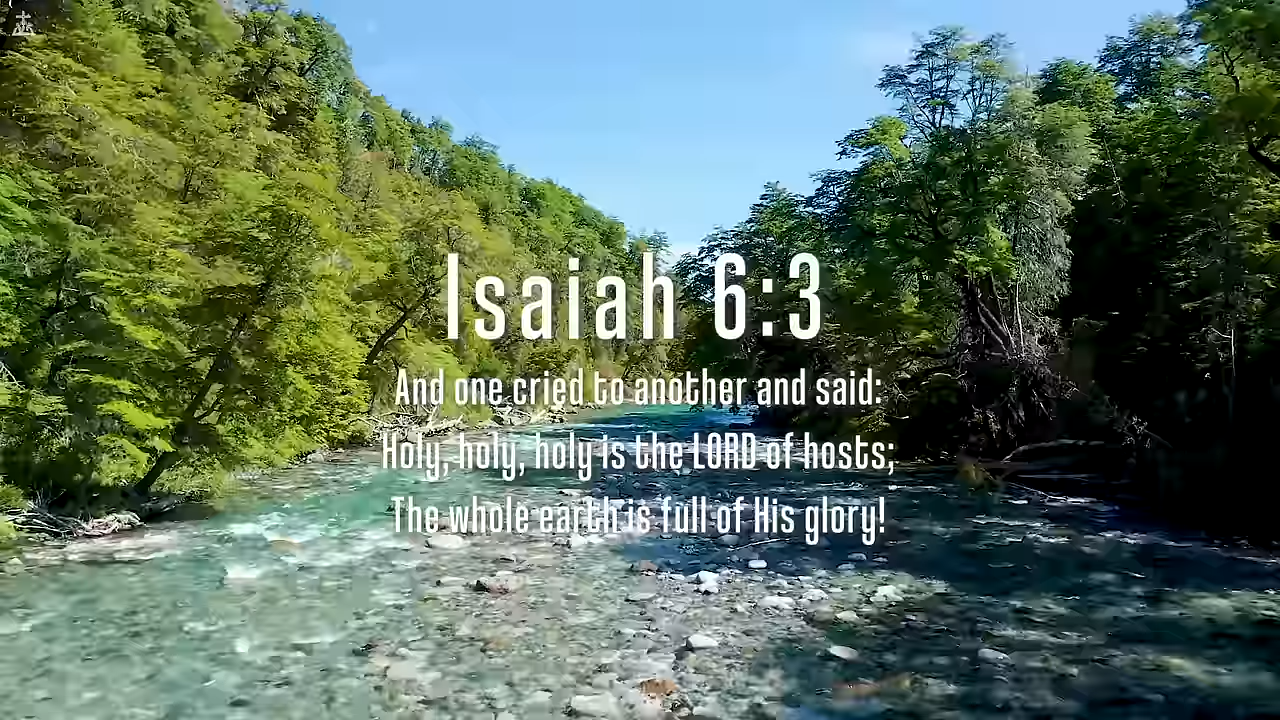 Isaiah 6:3
And one cried to another and said:
Holy, holy, holy is the LORD of hosts;
The whole earth is full of His glory!